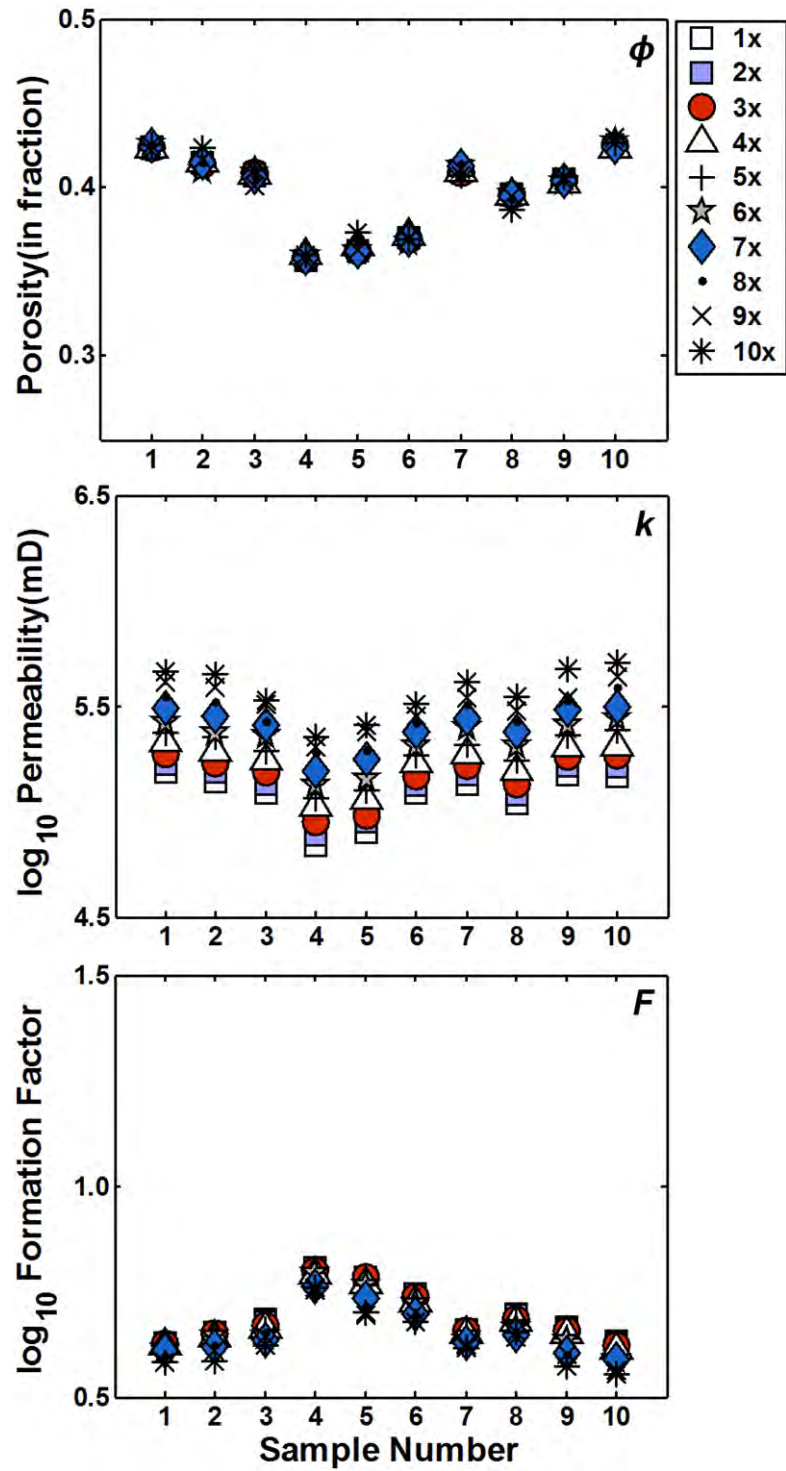 Porosity(in fraction)
0.5
0.4
0.3
ϕ
1 2 3 4 5 6 7 8 9 10
1x
2x
3x
4x
5x
6x
7x
8x
9x
10x
log10 Permeability(mD)
6.5
5.5
4.5
k
1 2 3 4 5 6 7 8 9 10
log10 Formation Factor
1.5
1.0
0.5
F
1 2 3 4 5 6 7 8 9 10
Sample Number